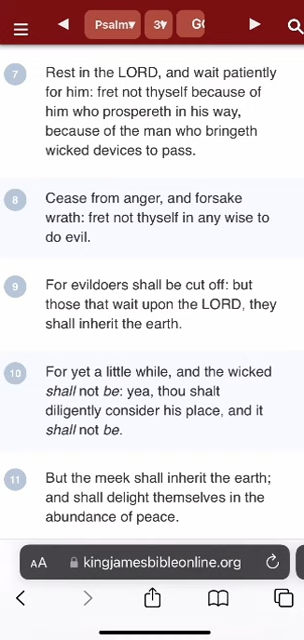 Psalm▾ 3▾ GO
7 Rest in the LORD, and wait patiently
for him: fret not thyself because of
him who prospereth in his way,
because of the man who bringeth
wicked devices to pass.
8 Cease from anger, and forsake
wrath: fret not thyself in any wise to
do evil.
9 For evildoers shall be cut off: but
those that wait upon the LORD, they
shall inherit the earth.
10 For yet a little while, and the wicked
shall not be: yea, thou shalt
diligently consider his place, and it
shall not be.
11 But the meek shall inherit the earth;
and shall delight themselves in the
abundance of peace.
AA kingjamesbibleonline.org